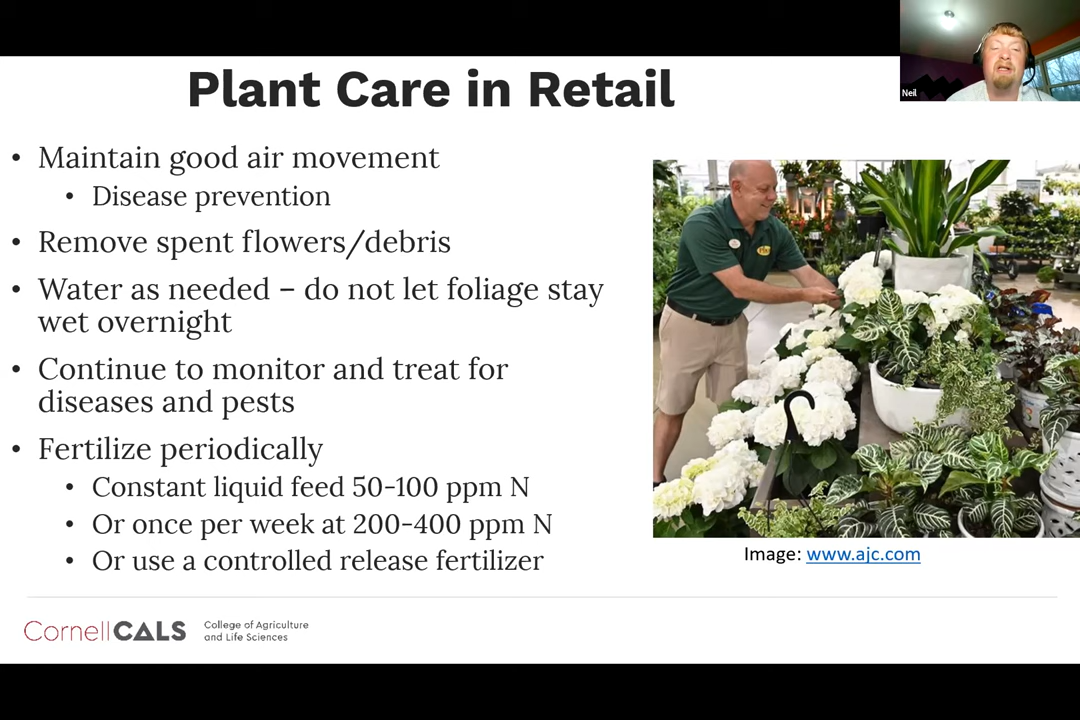 Plant Care in Retail
Neil
• Maintain good air movement
• Disease prevention
• Remove spent flowers/debris
• Water as needed – do not let foliage stay
wet overnight
• Continue to monitor and treat for
diseases and pests
• Fertilize periodically
• Constant liquid feed 50-100 ppm N
• Or once per week at 200-400 ppm N
• Or use a controlled release fertilizer
Image: www.ajc.com
CornellCALS
College of Agriculture
and Life Sciences